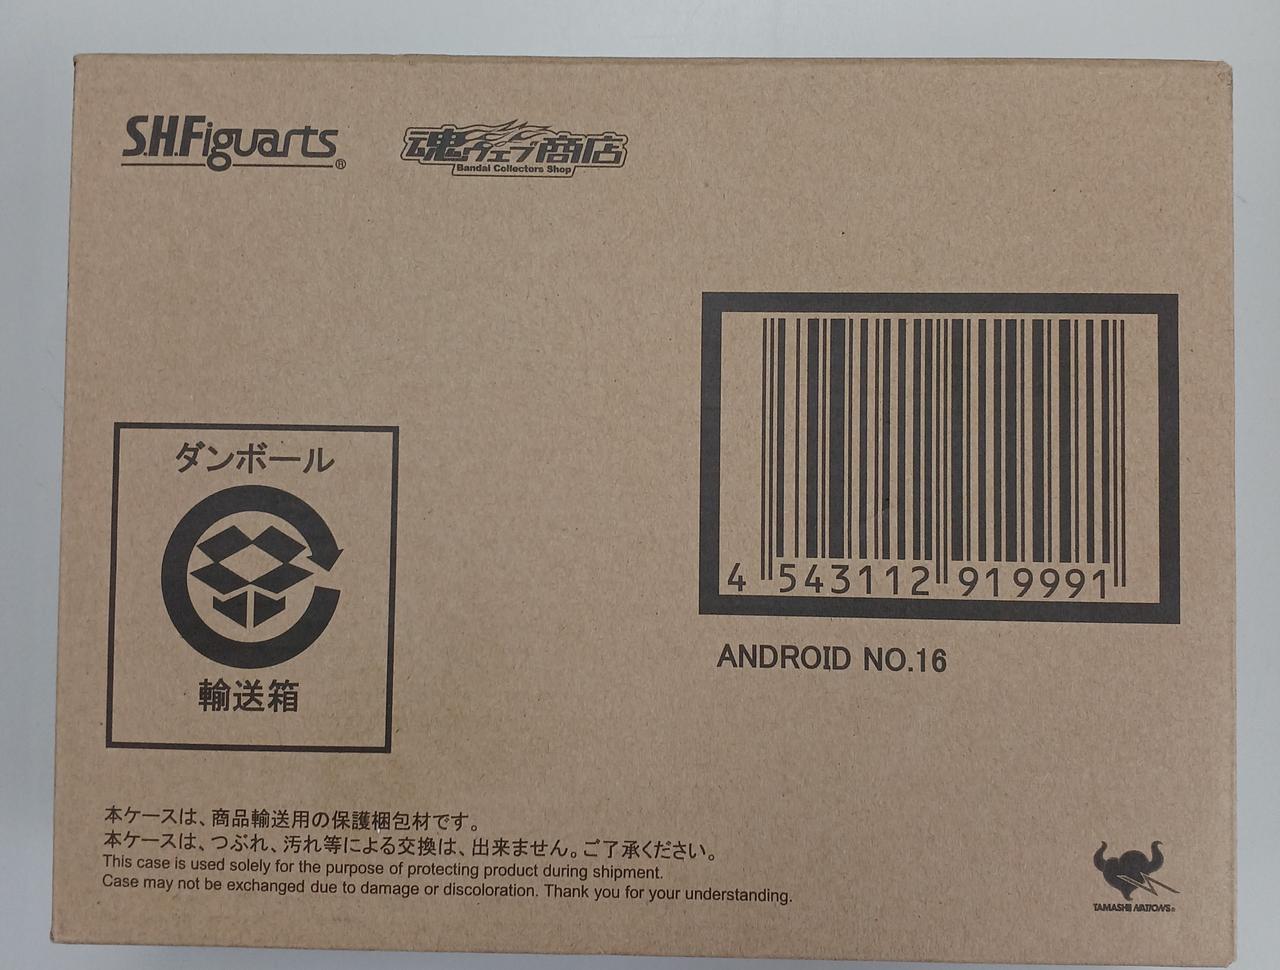 S.H.Figuarts®
魂ウェブ商店
Bandai Collectors Shop
4 543112 919991
ANDROID NO.16
ダンボール
輸送箱
本ケースは、商品輸送用の保護梱包材です。
本ケースは、つぶれ、汚れ等による交換は、出来ません。ご了承ください。
This case is used solely for the purpose of protecting product during shipment.
Case may not be exchanged due to damage or discoloration. Thank you for your understanding.
TAMASHII NATIONS®